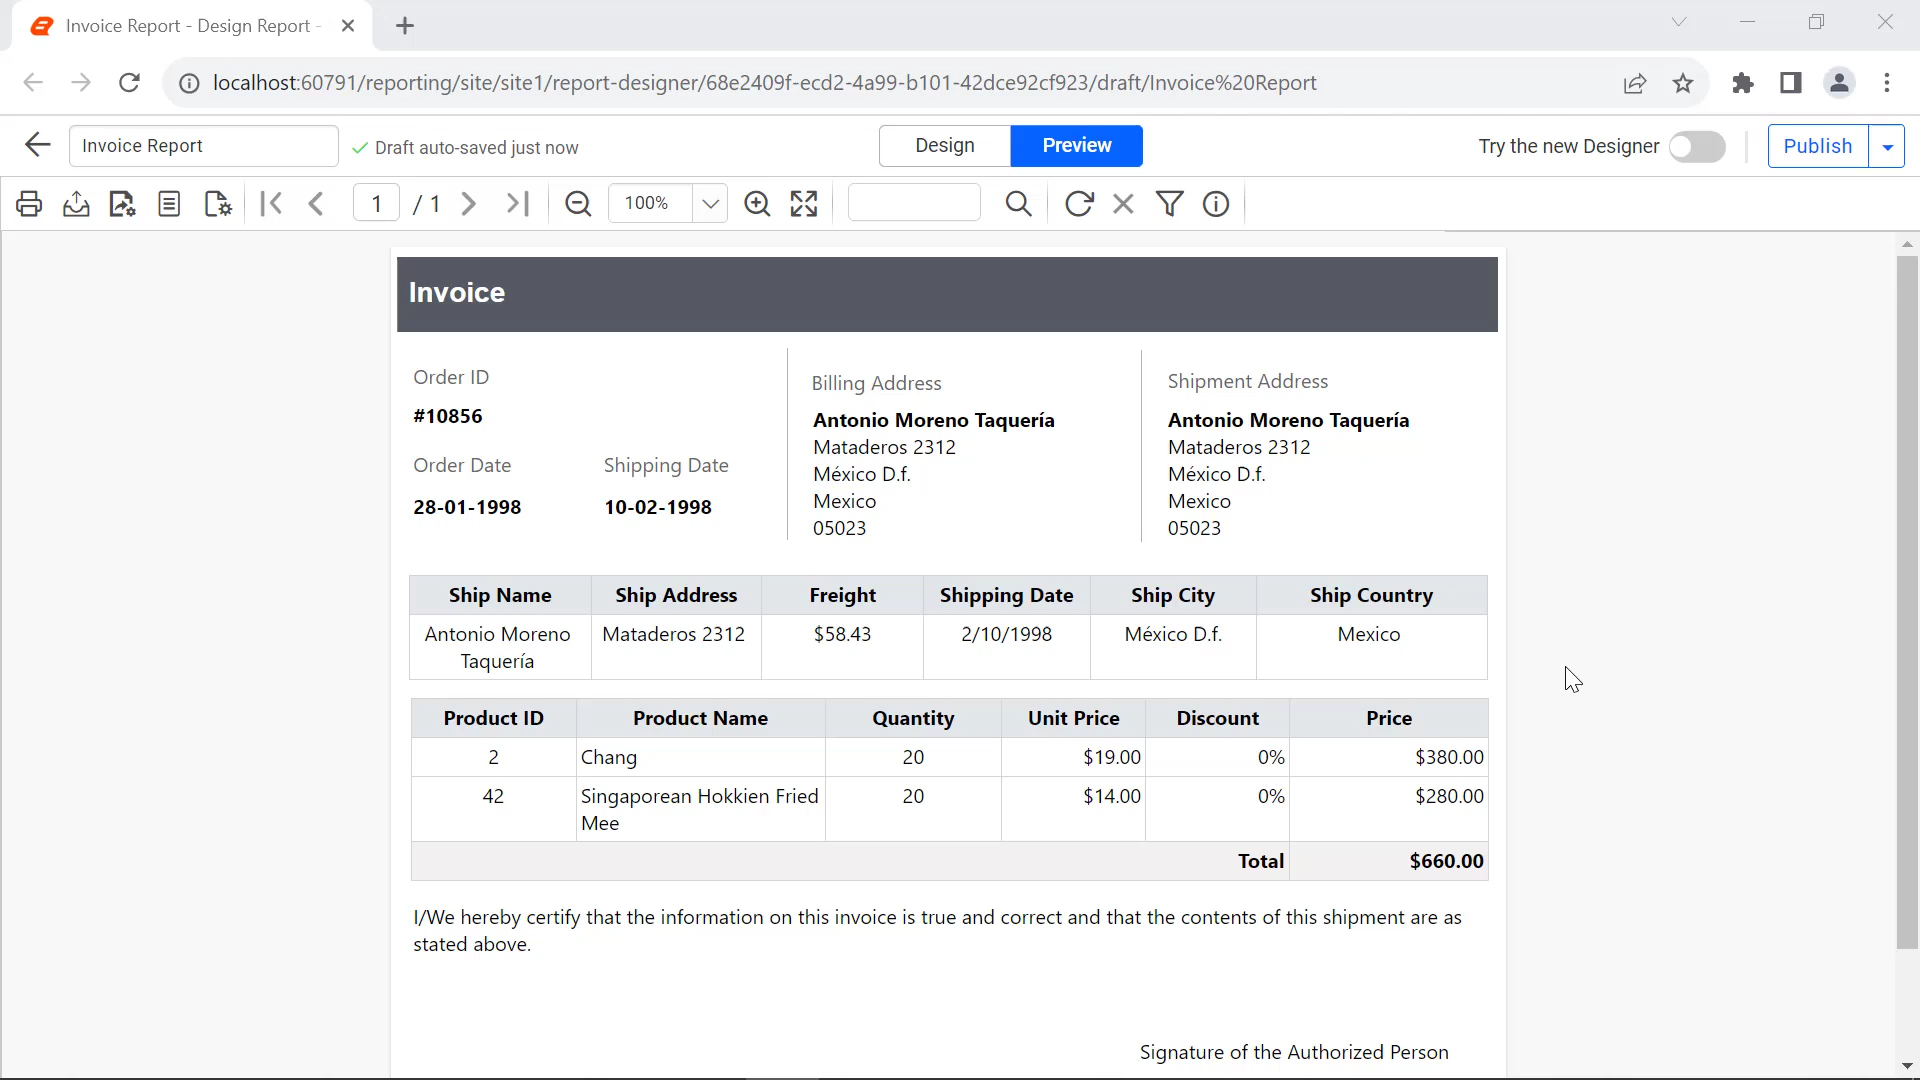 Invoice Report - Design Report -
localhost:60791/reporting/site/site1/report-designer/68e2409f-ecd2-4a99-b101-42dce92cf923/draft/Invoice%20Report
Invoice Report
Draft auto-saved just now
Design
Preview
Try the new Designer
Publish
1 / 1
100%
Invoice
Order ID
#10856
Order Date Shipping Date
28-01-1998 10-02-1998
Billing Address
Antonio Moreno Taquería
Mataderos 2312
México D.f.
Mexico
05023
Shipment Address
Antonio Moreno Taquería
Mataderos 2312
México D.f.
Mexico
05023
Ship Name Ship Address Freight Shipping Date Ship City Ship Country
Antonio Moreno Mataderos 2312 $58.43 2/10/1998 México D.f. Mexico
Taquería
Product ID Product Name Quantity Unit Price Discount Price
2 Chang 20 $19.00 0% $380.00
42 Singaporean Hokkien Fried 20 $14.00 0% $280.00
Mee
Total $660.00
I/We hereby certify that the information on this invoice is true and correct and that the contents of this shipment are as
stated above.
Signature of the Authorized Person